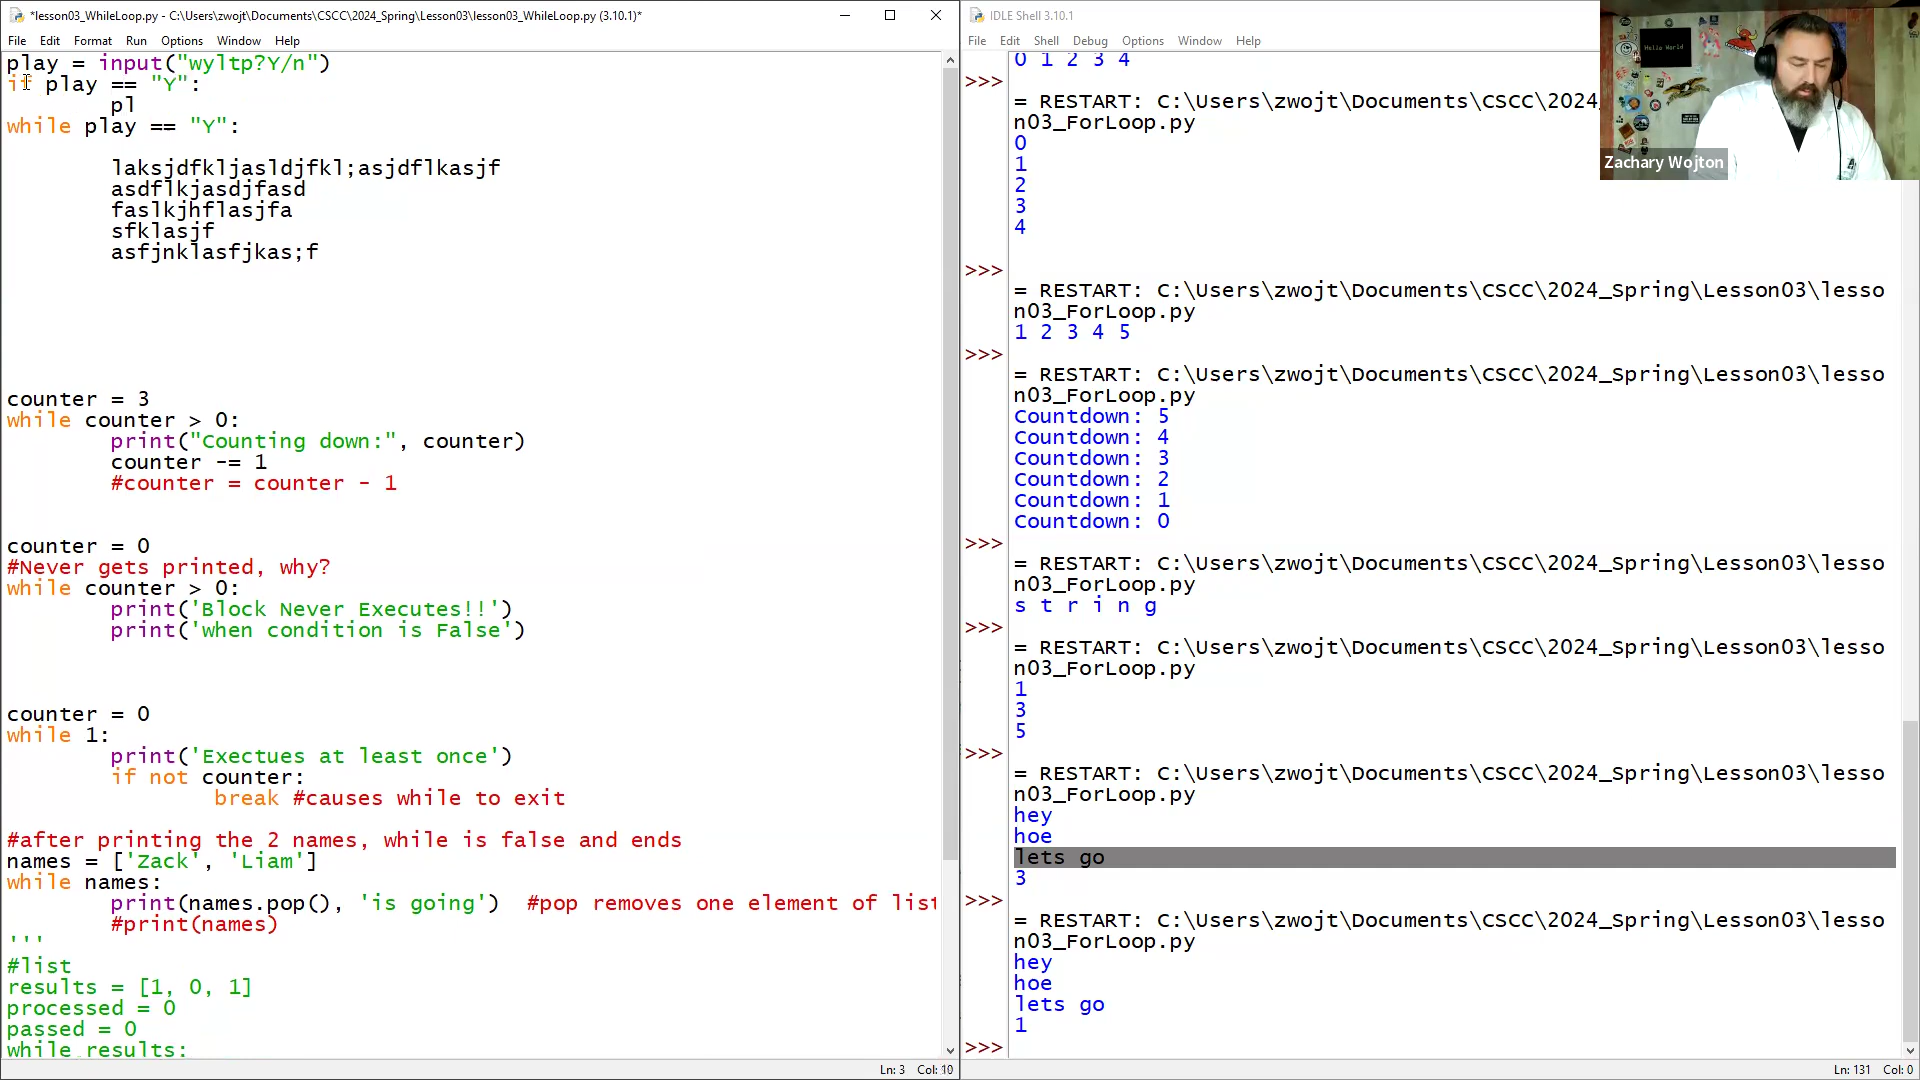 *lesson03_WhileLoop.py - C:\Users\zwojt\Documents\CSCC\2024_Spring\Lesson03\lesson03_WhileLoop.py (3.10.1)*
File Edit Format Run Options Window Help
play = input("wyltp?Y/n")
if play == "Y":
pl
while play == "Y":
laksjdfkljasldjfkl;asjdflkasjf
asdflkjasdjfasd
faslkjhflasjfa
sfklasjf
asfjnklasfjkas;f
counter = 3
while counter > 0:
print("Counting down:", counter)
counter -= 1
#counter = counter - 1
counter = 0
#Never gets printed, why?
while counter > 0:
print('Block Never Executes!!')
print('when condition is False')
counter = 0
while 1:
print('Exectues at least once')
if not counter:
break #causes while to exit
#after printing the 2 names, while is false and ends
names = ['Zack', 'Liam']
while names:
print(names.pop(), 'is going') #pop removes one element of list
#print(names)
'''
#list
results = [1, 0, 1]
processed = 0
passed = 0
while results:
Ln: 3 Col: 10
IDLE Shell 3.10.1
File Edit Shell Debug Options Window Help
0 1 2 3 4
>>>
= RESTART: C:\Users\zwojt\Documents\CSCC\2024_
n03_ForLoop.py
0
1
2
3
4
>>>
= RESTART: C:\Users\zwojt\Documents\CSCC\2024_Spring\Lesson03\lesso
n03_ForLoop.py
1 2 3 4 5
>>>
= RESTART: C:\Users\zwojt\Documents\CSCC\2024_Spring\Lesson03\lesso
n03_ForLoop.py
Countdown: 5
Countdown: 4
Countdown: 3
Countdown: 2
Countdown: 1
Countdown: 0
>>>
= RESTART: C:\Users\zwojt\Documents\CSCC\2024_Spring\Lesson03\lesso
n03_ForLoop.py
s t r i n g
>>>
= RESTART: C:\Users\zwojt\Documents\CSCC\2024_Spring\Lesson03\lesso
n03_ForLoop.py
1
3
5
>>>
= RESTART: C:\Users\zwojt\Documents\CSCC\2024_Spring\Lesson03\lesso
n03_ForLoop.py
hey
hoe
lets go
3
>>>
= RESTART: C:\Users\zwojt\Documents\CSCC\2024_Spring\Lesson03\lesso
n03_ForLoop.py
hey
hoe
lets go
1
>>>
Ln: 131 Col: 0
Hello World
Zachary Wojton